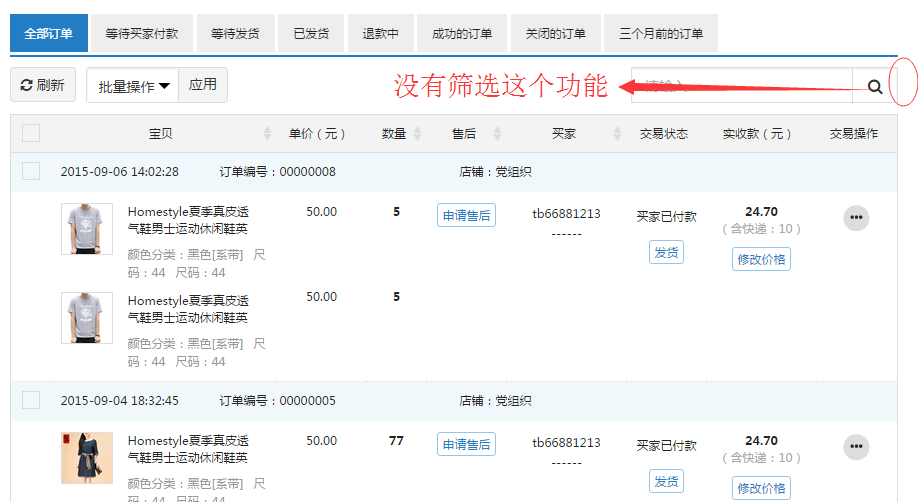 全部订单 等待买家付款 等待发货 已发货 退款中 成功的订单 关闭的订单 三个月前的订单
刷新 批量操作 应用 没有筛选这个功能 请输入
宝贝 单价（元） 数量 售后 买家 交易状态 实收款（元） 交易操作
2015-09-06 14:02:28 订单编号：00000008 店铺：党组织
Homestyle夏季真皮透 50.00 5 申请售后 tb66881213 买家已付款 24.70
气鞋男士运动休闲鞋英 ------ （含快递：10）
颜色分类：黑色[系带] 尺 发货 修改价格
码：44 尺码：44
Homestyle夏季真皮透 50.00 5
气鞋男士运动休闲鞋英
颜色分类：黑色[系带] 尺
码：44 尺码：44
2015-09-04 18:32:45 订单编号：00000005 店铺：党组织
Homestyle夏季真皮透 50.00 77 申请售后 tb66881213 买家已付款 24.70
气鞋男士运动休闲鞋英 ------ （含快递：10）
颜色分类：黑色[系带] 尺 发货 修改价格
码：44 尺码：44